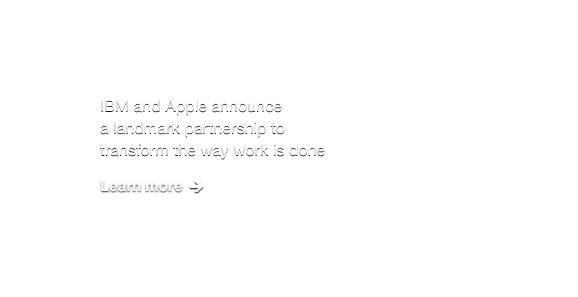 IBM and Apple announce
a landmark partnership to
transform the way work is done
Learn more →